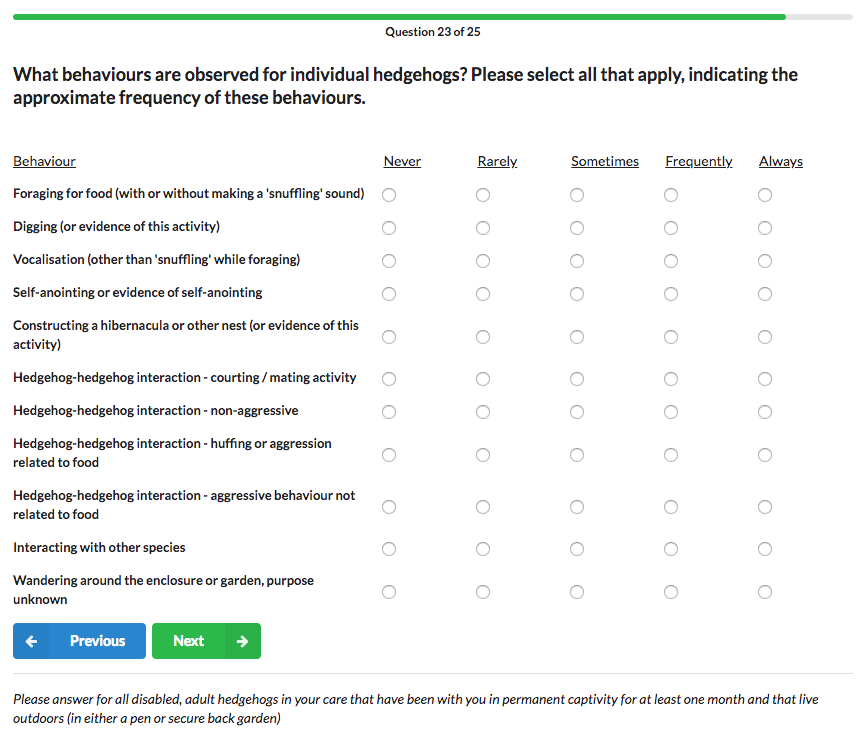 Question 23 of 25
What behaviours are observed for individual hedgehogs? Please select all that apply, indicating the
approximate frequency of these behaviours.
Behaviour Never Rarely Sometimes Frequently Always
Foraging for food (with or without making a 'snuffling' sound)
Digging (or evidence of this activity)
Vocalisation (other than 'snuffling' while foraging)
Self-anointing or evidence of self-anointing
Constructing a hibernacula or other nest (or evidence of this
activity)
Hedgehog-hedgehog interaction - courting / mating activity
Hedgehog-hedgehog interaction - non-aggressive
Hedgehog-hedgehog interaction - huffing or aggression
related to food
Hedgehog-hedgehog interaction - aggressive behaviour not
related to food
Interacting with other species
Wandering around the enclosure or garden, purpose
unknown
Previous Next
Please answer for all disabled, adult hedgehogs in your care that have been with you in permanent captivity for at least one month and that live
outdoors (in either a pen or secure back garden)